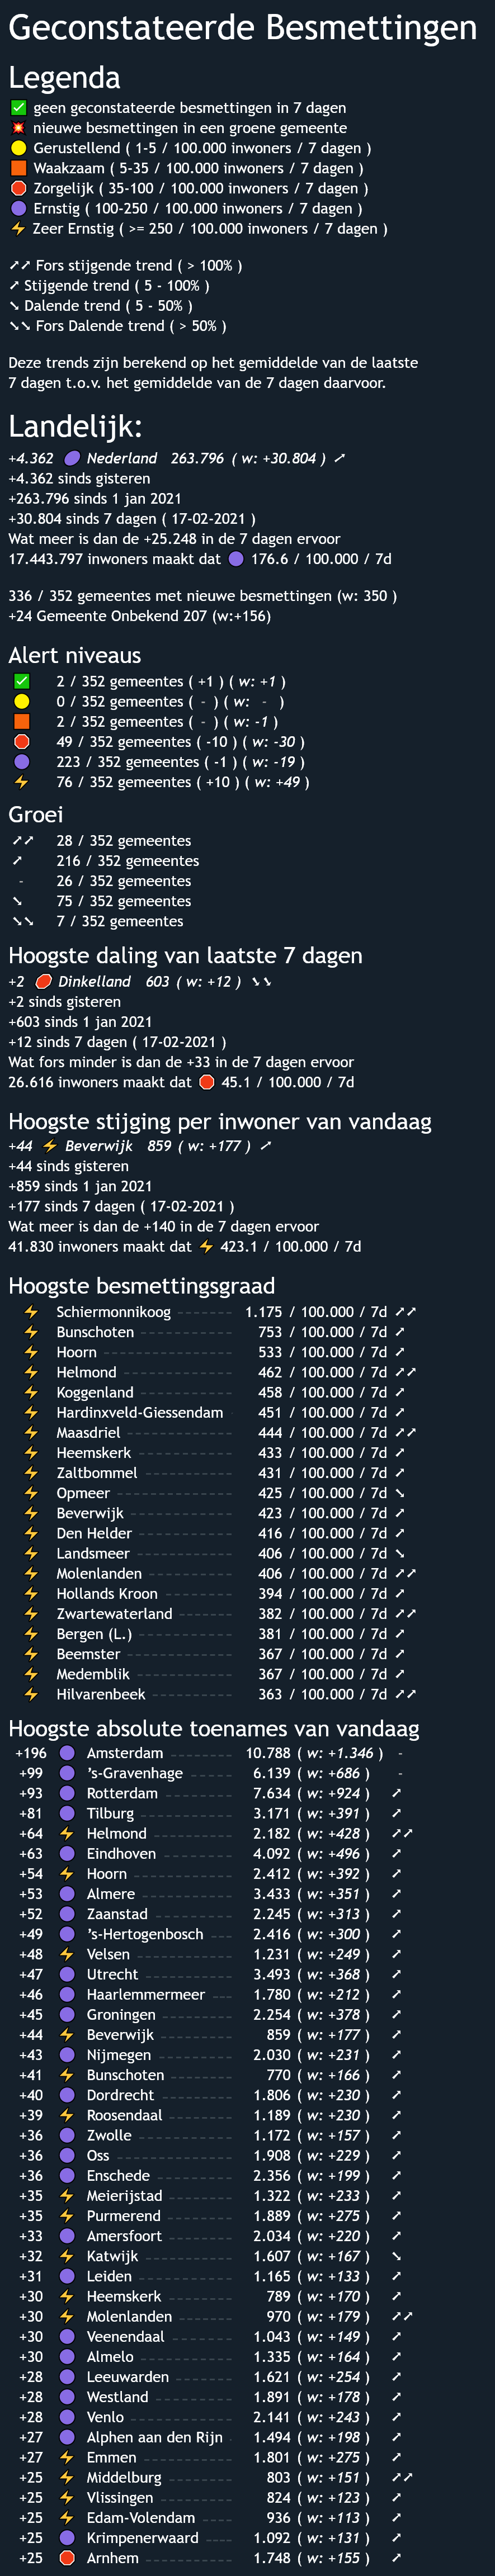 Geconstateerde Besmettingen
Legenda
geen geconstateerde besmettingen in 7 dagen
nieuwe besmettingen in een groene gemeente
Gerustellend ( 1-5 / 100.000 inwoners / 7 dagen )
Waakzaam ( 5-35 / 100.000 inwoners / 7 dagen )
Zorgelijk ( 35-100 / 100.000 inwoners / 7 dagen )
Ernstig ( 100-250 / 100.000 inwoners / 7 dagen )
Zeer Ernstig ( >= 250 / 100.000 inwoners / 7 dagen )
➚➚ Fors stijgende trend ( > 100% )
➚ Stijgende trend ( 5 - 100% )
➘ Dalende trend ( 5 - 50% )
➘➘ Fors Dalende trend ( > 50% )
Deze trends zijn berekend op het gemiddelde van de laatste
7 dagen t.o.v. het gemiddelde van de 7 dagen daarvoor.
Landelijk:
+4.362 Nederland 263.796 ( w: +30.804 ) ➚
+4.362 sinds gisteren
+263.796 sinds 1 jan 2021
+30.804 sinds 7 dagen ( 17-02-2021 )
Wat meer is dan de +25.248 in de 7 dagen ervoor
17.443.797 inwoners maakt dat 176.6 / 100.000 / 7d
336 / 352 gemeentes met nieuwe besmettingen (w: 350 )
+24 Gemeente Onbekend 207 (w:+156)
Alert niveaus
2 / 352 gemeentes ( +1 ) ( w: +1 )
0 / 352 gemeentes ( - ) ( w: - )
2 / 352 gemeentes ( - ) ( w: -1 )
49 / 352 gemeentes ( -10 ) ( w: -30 )
223 / 352 gemeentes ( -1 ) ( w: -19 )
76 / 352 gemeentes ( +10 ) ( w: +49 )
Groei
➚➚ 28 / 352 gemeentes
➚ 216 / 352 gemeentes
- 26 / 352 gemeentes
➘ 75 / 352 gemeentes
➘➘ 7 / 352 gemeentes
Hoogste daling van laatste 7 dagen
+2 Dinkelland 603 ( w: +12 ) ➘➘
+2 sinds gisteren
+603 sinds 1 jan 2021
+12 sinds 7 dagen ( 17-02-2021 )
Wat fors minder is dan de +33 in de 7 dagen ervoor
26.616 inwoners maakt dat 45.1 / 100.000 / 7d
Hoogste stijging per inwoner van vandaag
+44 Beverwijk 859 ( w: +177 ) ➚
+44 sinds gisteren
+859 sinds 1 jan 2021
+177 sinds 7 dagen ( 17-02-2021 )
Wat meer is dan de +140 in de 7 dagen ervoor
41.830 inwoners maakt dat 423.1 / 100.000 / 7d
Hoogste besmettingsgraad
Schiermonnikoog 1.175 / 100.000 / 7d ➚➚
Bunschoten 753 / 100.000 / 7d ➚
Hoorn 533 / 100.000 / 7d ➚
Helmond 462 / 100.000 / 7d ➚➚
Koggenland 458 / 100.000 / 7d ➚
Hardinxveld-Giessendam 451 / 100.000 / 7d ➚
Maasdriel 444 / 100.000 / 7d ➚➚
Heemskerk 433 / 100.000 / 7d ➚
Zaltbommel 431 / 100.000 / 7d ➚
Opmeer 425 / 100.000 / 7d ➘
Beverwijk 423 / 100.000 / 7d ➚
Den Helder 416 / 100.000 / 7d ➚
Landsmeer 406 / 100.000 / 7d ➘
Molenlanden 406 / 100.000 / 7d ➚➚
Hollands Kroon 394 / 100.000 / 7d ➚
Zwartewaterland 382 / 100.000 / 7d ➚➚
Bergen (L.) 381 / 100.000 / 7d ➚
Beemster 367 / 100.000 / 7d ➚
Medemblik 367 / 100.000 / 7d ➚
Hilvarenbeek 363 / 100.000 / 7d ➚➚
Hoogste absolute toenames van vandaag
+196 Amsterdam 10.788 ( w: +1.346 ) -
+99 's-Gravenhage 6.139 ( w: +686 ) -
+93 Rotterdam 7.634 ( w: +924 ) ➚
+81 Tilburg 3.171 ( w: +391 ) ➚
+64 Helmond 2.182 ( w: +428 ) ➚➚
+63 Eindhoven 4.092 ( w: +496 ) ➚
+54 Hoorn 2.412 ( w: +392 ) ➚
+53 Almere 3.433 ( w: +351 ) ➚
+52 Zaanstad 2.245 ( w: +313 ) ➚
+49 's-Hertogenbosch 2.416 ( w: +300 ) ➚
+48 Velsen 1.231 ( w: +249 ) ➚
+47 Utrecht 3.493 ( w: +368 ) ➚
+46 Haarlemmermeer 1.780 ( w: +212 ) ➚
+45 Groningen 2.254 ( w: +378 ) ➚
+44 Beverwijk 859 ( w: +177 ) ➚
+43 Nijmegen 2.030 ( w: +231 ) ➚
+41 Bunschoten 770 ( w: +166 ) ➚
+40 Dordrecht 1.806 ( w: +230 ) ➚
+39 Roosendaal 1.189 ( w: +230 ) ➚
+36 Zwolle 1.172 ( w: +157 ) ➚
+36 Oss 1.908 ( w: +229 ) ➚
+36 Enschede 2.356 ( w: +199 ) ➚
+35 Meierijstad 1.322 ( w: +233 ) ➚
+35 Purmerend 1.889 ( w: +275 ) ➚
+33 Amersfoort 2.034 ( w: +220 ) ➚
+32 Katwijk 1.607 ( w: +167 ) ➘
+31 Leiden 1.165 ( w: +133 ) ➚
+30 Heemskerk 789 ( w: +170 ) ➚
+30 Molenlanden 970 ( w: +179 ) ➚➚
+30 Veenendaal 1.043 ( w: +149 ) ➚
+30 Almelo 1.335 ( w: +164 ) ➚
+28 Leeuwarden 1.621 ( w: +254 ) ➚
+28 Westland 1.891 ( w: +178 ) ➚
+28 Venlo 2.141 ( w: +243 ) ➚
+27 Alphen aan den Rijn 1.494 ( w: +198 ) ➚
+27 Emmen 1.801 ( w: +275 ) ➚
+25 Middelburg 803 ( w: +151 ) ➚➚
+25 Vlissingen 824 ( w: +123 ) ➚
+25 Edam-Volendam 936 ( w: +113 ) ➚
+25 Krimpenerwaard 1.092 ( w: +131 ) ➚
+25 Arnhem 1.748 ( w: +155 ) ➚